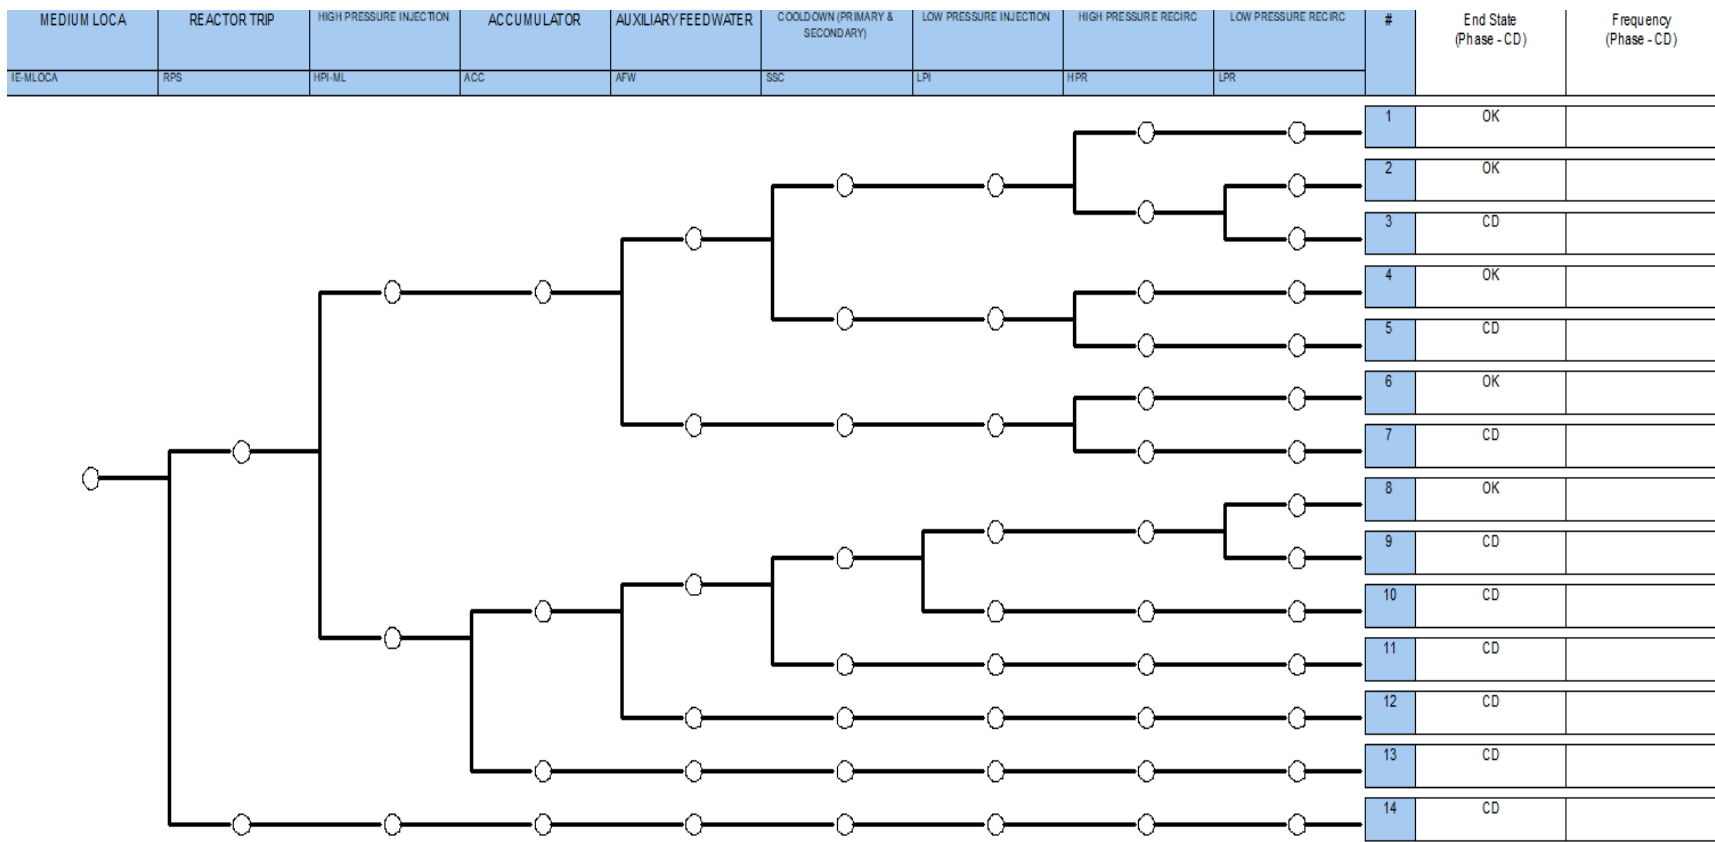 MEDIUM LOCA
REACTOR TRIP
HIGH PRESSURE INJECTION
ACCUMULATOR
AUXILIARY FEEDWATER
COOLDOWN (PRIMARY &
SECONDARY)
LOW PRESSURE INJECTION
HIGH PRESSURE RECIRC
LOW PRESSURE RECIRC
#
End State
(Phase - CD)
Frequency
(Phase - CD)
IE-MLOCA
RPS
HPI-ML
ACC
AFW
SSC
LPI
HPR
LPR
1 OK
2 OK
3 CD
4 OK
5 CD
6 OK
7 CD
8 OK
9 CD
10 CD
11 CD
12 CD
13 CD
14 CD